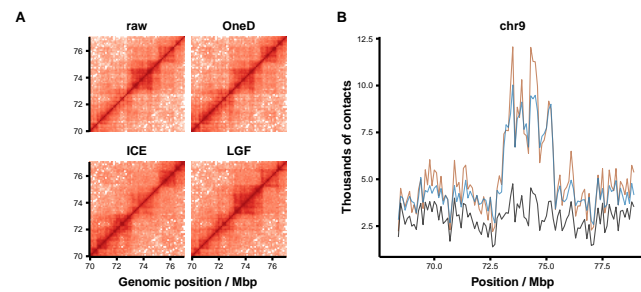 A
raw
OneD
76
74
72
70
ICE
LGF
76
74
72
70
70 72 74 76
70 72 74 76
Genomic position / Mbp
B
chr9
Thousands of contacts
12.5
10.0
7.5
5.0
2.5
70.0 72.5 75.0 77.5
Position / Mbp